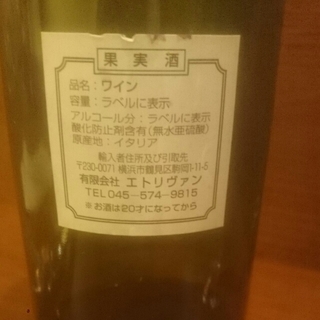 果実酒
品名：ワイン
容量：ラベルに表示
アルコール分：ラベルに表示
酸化防止剤含有(無水亜硫酸)
原産地：イタリア
輸入者住所及び引取先
〒230-0071 横浜市鶴見区駒岡1-11-5
有限会社 エトリヴァン
TEL 045-574-9815
※お酒は20才になってから